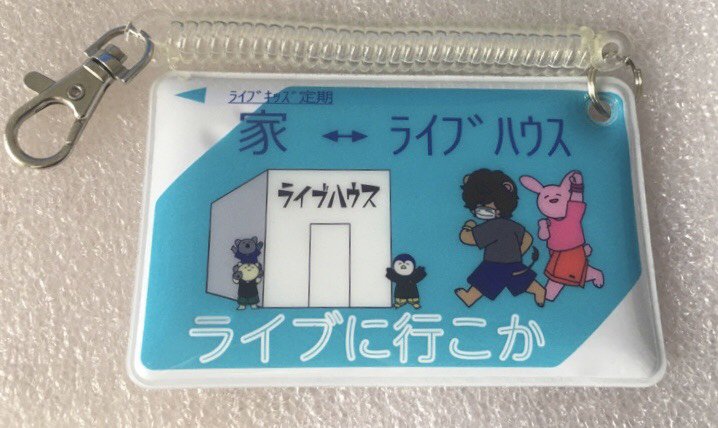 ライブキッズ定期
家 ↔ ライブハウス
ライブハウス
ライブに行こか